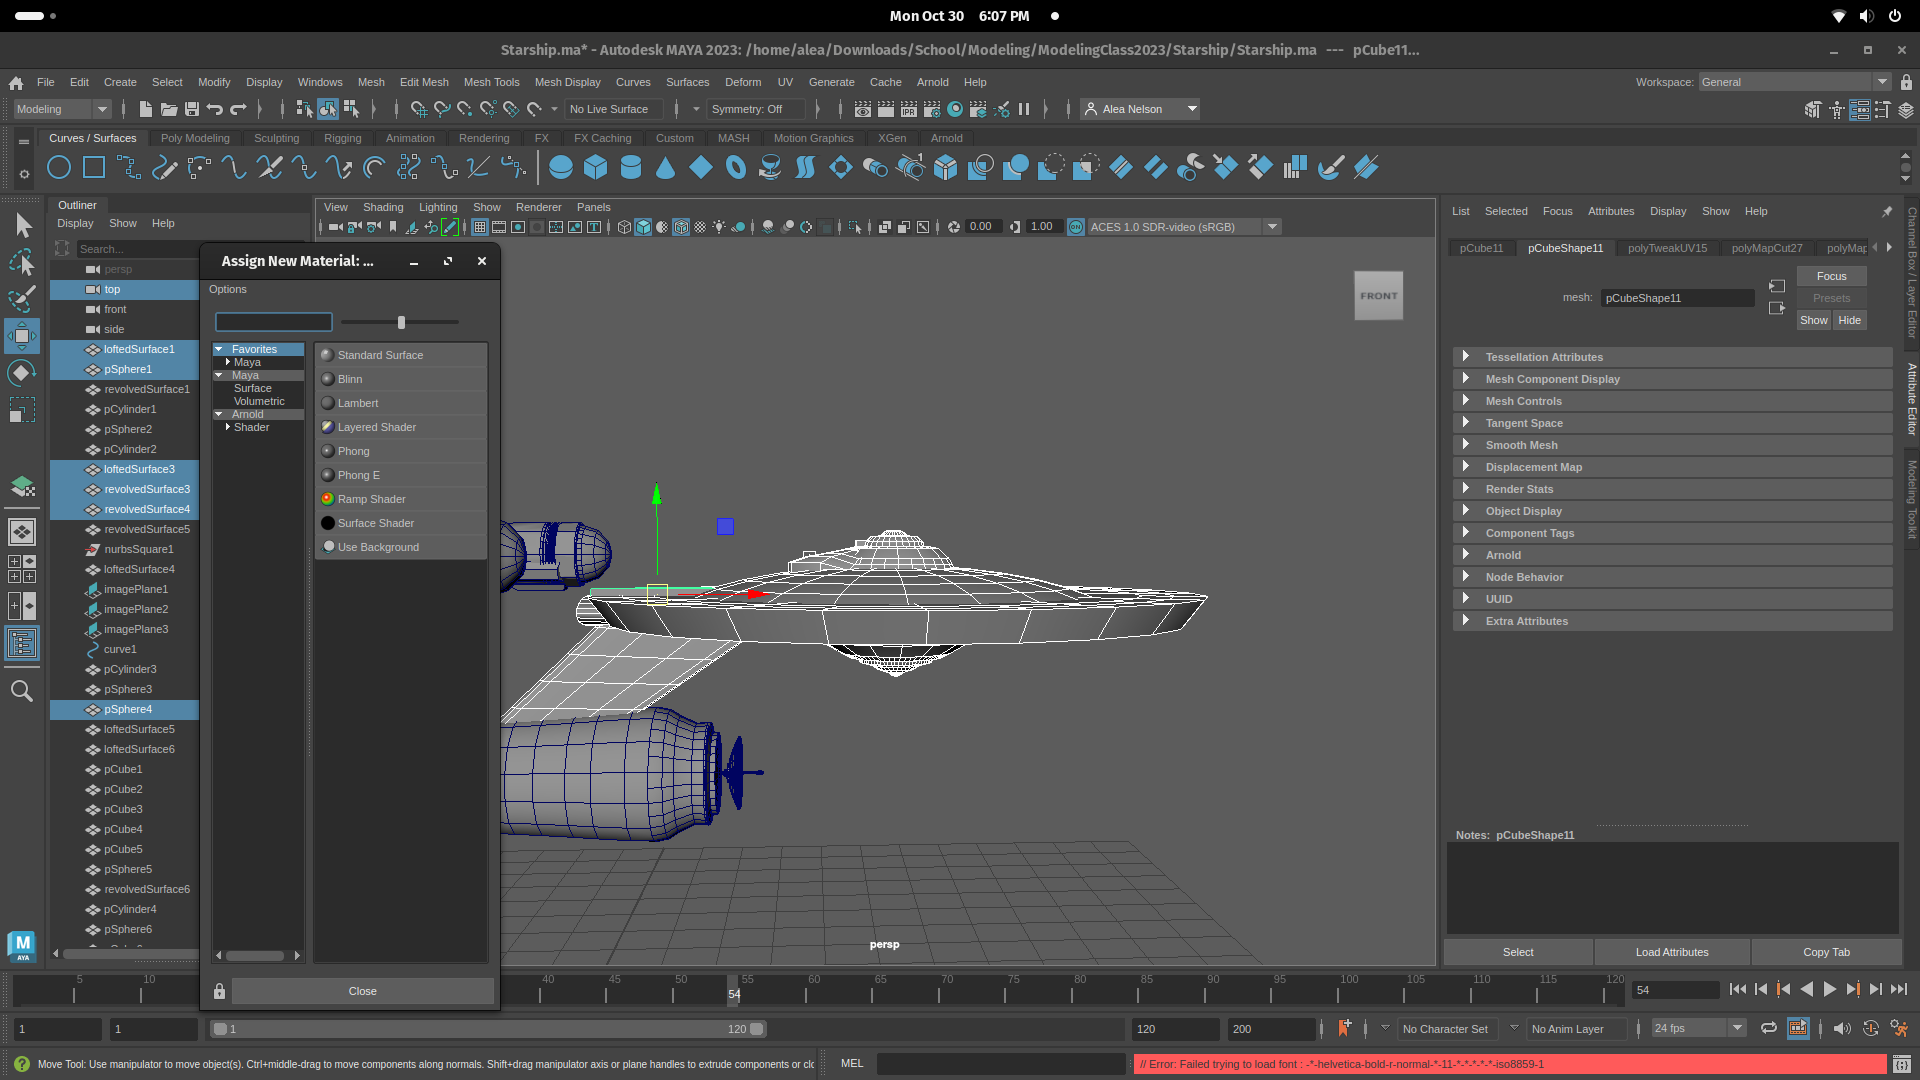 Mon Oct 30 6:07 PM
Starship.ma* - Autodesk MAYA 2023: /home/alea/Downloads/School/Modeling/ModelingClass2023/Starship/Starship.ma --- pCube11...
File Edit Create Select Modify Display Windows Mesh Edit Mesh Mesh Tools Mesh Display Curves Surfaces Deform UV Generate Cache Arnold Help
Workspace: General
Modeling
No Live Surface
Symmetry: Off
IPR
Alea Nelson
Curves / Surfaces Poly Modeling Sculpting Rigging Animation Rendering FX FX Caching Custom MASH Motion Graphics XGen Arnold
Outliner
Display Show Help
Search...
persp
top
front
side
loftedSurface1
pSphere1
revolvedSurface1
pCylinder1
pSphere2
pCylinder2
loftedSurface3
revolvedSurface3
revolvedSurface4
revolvedSurface5
nurbsSquare1
loftedSurface4
imagePlane1
imagePlane2
imagePlane3
curve1
pCylinder3
pSphere3
pSphere4
loftedSurface5
loftedSurface6
pCube1
pCube2
pCube3
pCube4
pCube5
pSphere5
revolvedSurface6
pCylinder4
pSphere6
Assign New Material: ...
Options
Favorites
Maya
Maya
Surface
Volumetric
Arnold
Shader
Standard Surface
Blinn
Lambert
Layered Shader
Phong
Phong E
Ramp Shader
Surface Shader
Use Background
Close
View Shading Lighting Show Renderer Panels
0.00
1.00
ON
ACES 1.0 SDR-video (sRGB)
FRONT
persp
List Selected Focus Attributes Display Show Help
pCube11 pCubeShape11 polyTweakUV15 polyMapCut27 polyMap
mesh: pCubeShape11
Focus
Presets
Show Hide
Tessellation Attributes
Mesh Component Display
Mesh Controls
Tangent Space
Smooth Mesh
Displacement Map
Render Stats
Object Display
Component Tags
Arnold
Node Behavior
UUID
Extra Attributes
Notes: pCubeShape11
Select Load Attributes Copy Tab
Channel Box / Layer Editor
Attribute Editor
Modeling Toolkit
M
AYA
5 10 40 45 50 55 60 65 70 75 80 85 90 95 100 105 110 115 120
54
54
1
1
1
120
120
200
No Character Set
No Anim Layer
24 fps
Move Tool: Use manipulator to move object(s). Ctrl+middle-drag to move components along normals. Shift+drag manipulator axis or plane handles to extrude components or clo
MEL
// Error: Failed trying to load font : -*-helvetica-bold-r-normal-*-11-*-*-*-*-*-iso8859-1